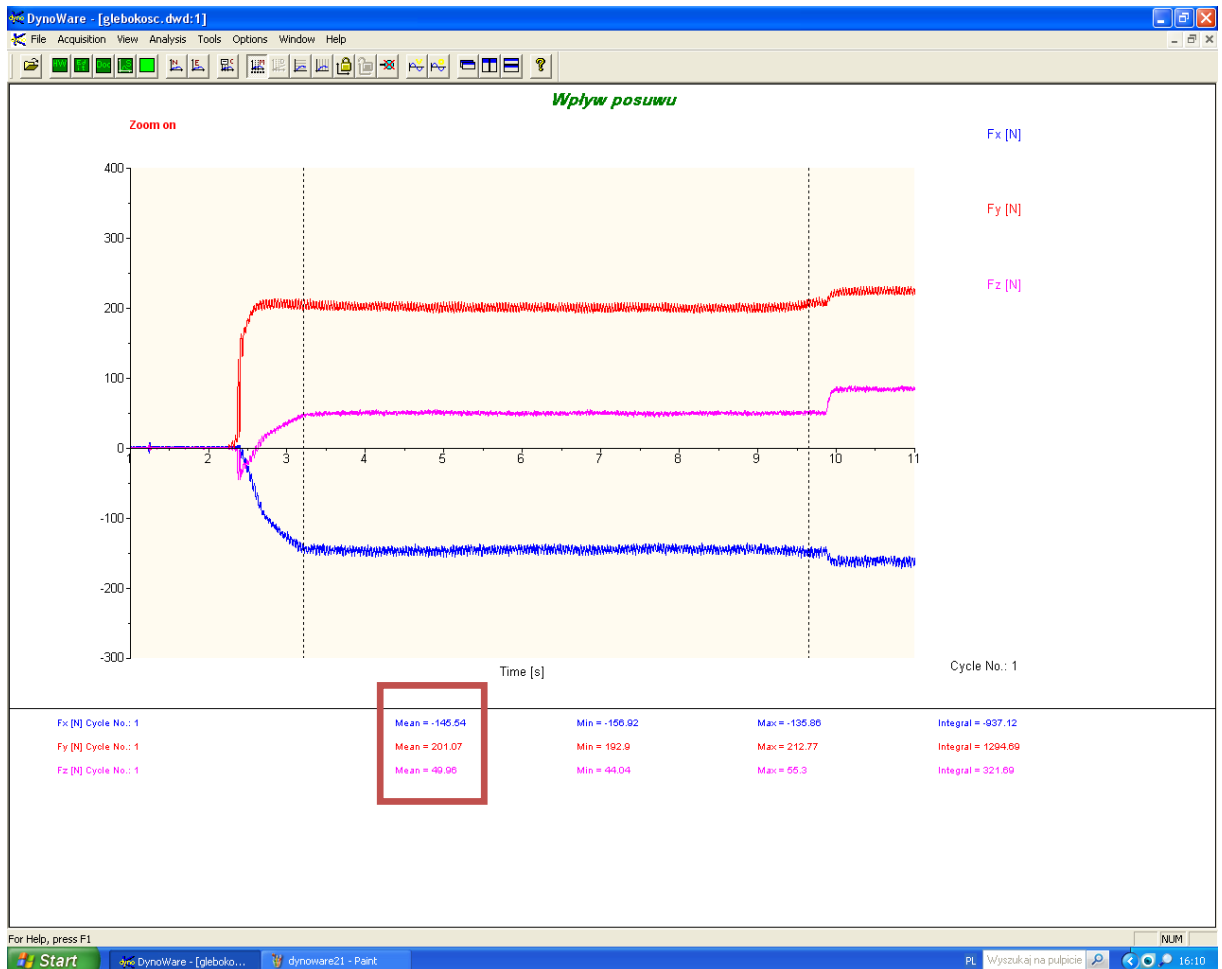 DynoWare - [glebokosc.dwd:1]
File Acquisition View Analysis Tools Options Window Help
HW Ef Doc
Wpływ posuwu
Zoom on
Fx [N]
Fy [N]
Fz [N]
400
300
200
100
0
-100
-200
-300
1 2 3 4 5 6 7 8 9 10 11
Time [s]
Cycle No.: 1
Fx [N] Cycle No.: 1 Mean = -145.54 Min = -156.92 Max = -135.86 Integral = -937.12
Fy [N] Cycle No.: 1 Mean = 201.07 Min = 192.9 Max = 212.77 Integral = 1294.69
Fz [N] Cycle No.: 1 Mean = 49.96 Min = 44.04 Max = 55.3 Integral = 321.69
For Help, press F1 NUM
Start dyno DynoWare - [gleboko... dynoware21 - Paint PL Wyszukaj na pulpicie 16:10